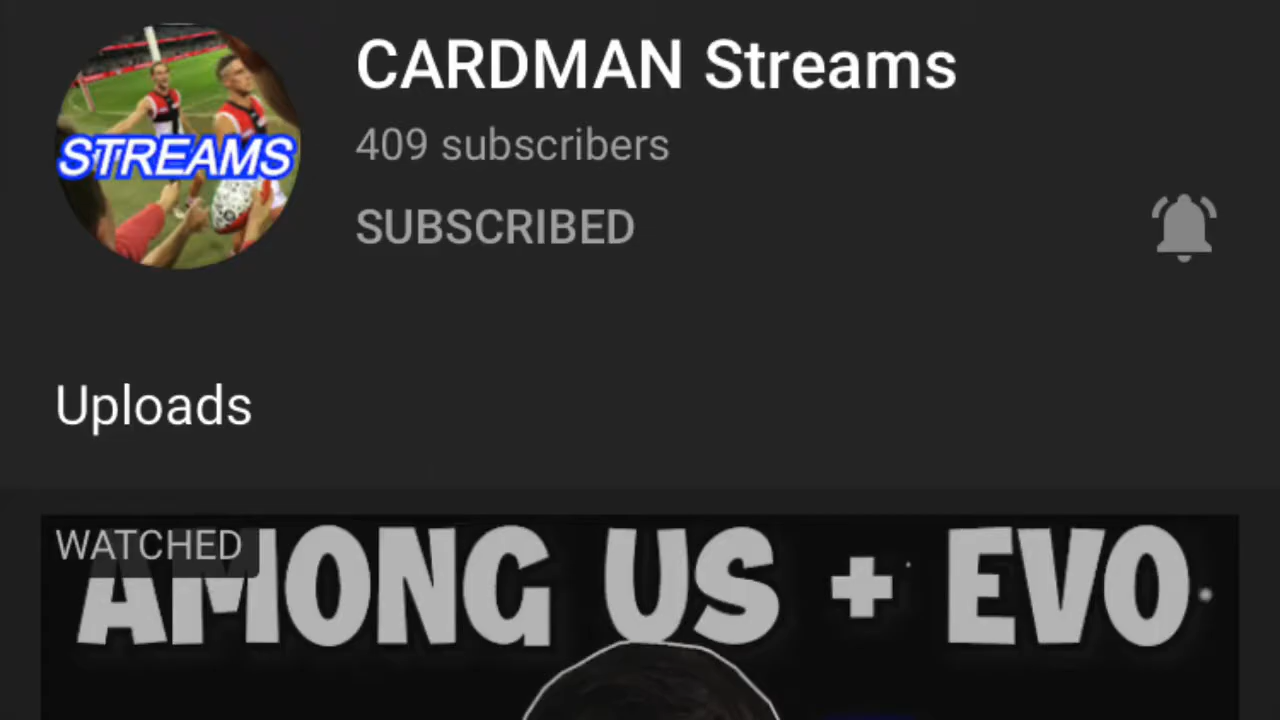 CARDMAN Streams
409 subscribers
STREAMS
SUBSCRIBED
Uploads
WATCHED
AMONG US + EVO